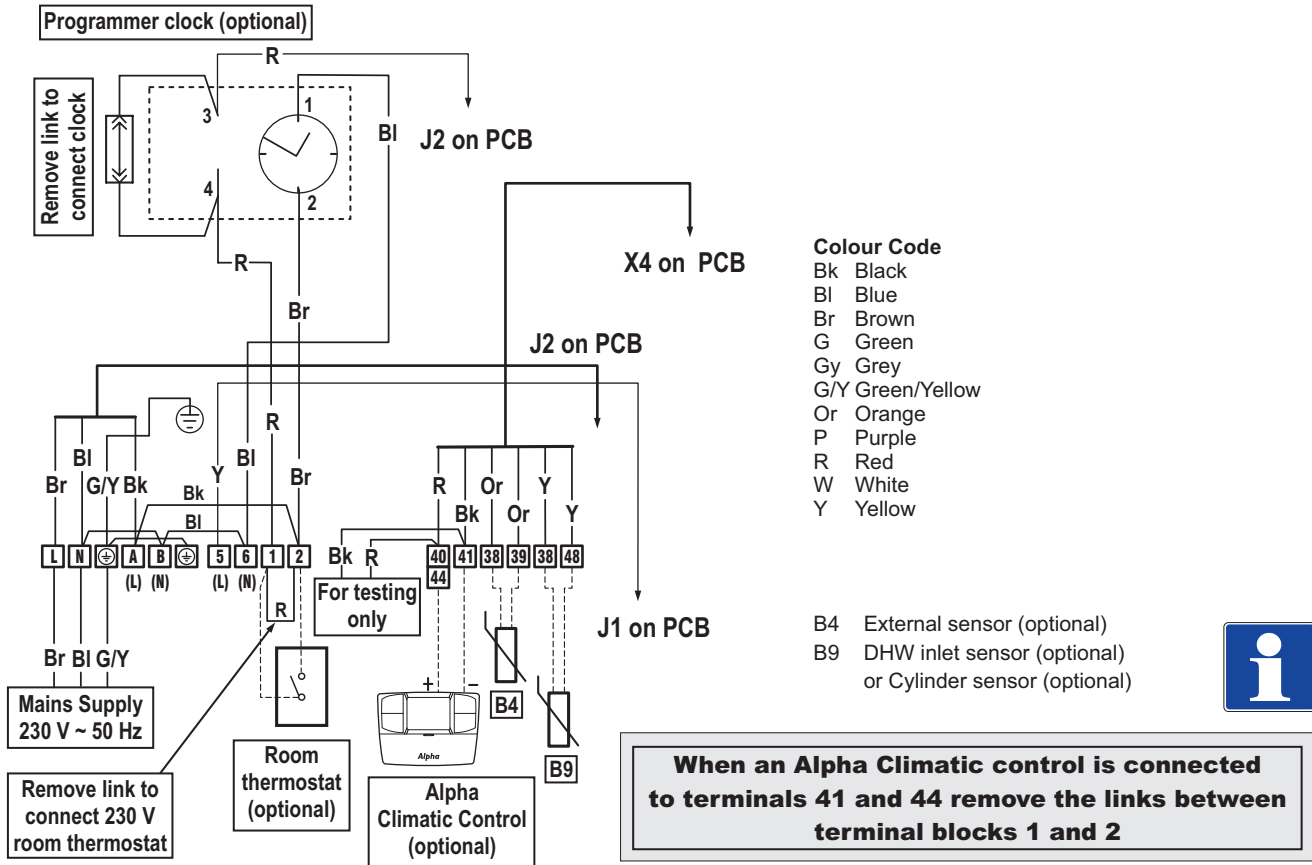 Programmer clock (optional)
R
Remove link to
connect clock
3
1
Bl
J2 on PCB
4
2
R
X4 on PCB
Br
J2 on PCB
Colour Code
Bk Black
Bl Blue
Br Brown
G Green
Gy Grey
G/Y Green/Yellow
Or Orange
P Purple
R Red
W White
Y Yellow
R
Bl
Y
Bl
Br
Br
G/Y
Bk
Bk
Bl
R
Or
Y
Bk
Or
Y
L N A B 5 6 1 2
(L) (N) (L) (N)
Bk R
40 41 38 39 38 48
44
For testing
only
R
J1 on PCB
B4 External sensor (optional)
B9 DHW inlet sensor (optional)
or Cylinder sensor (optional)
i
Br Bl G/Y
Mains Supply
230 V ~ 50 Hz
+ −
B4
Alpha
B9
Room
thermostat
(optional)
Remove link to
connect 230 V
room thermostat
Alpha
Climatic Control
(optional)
When an Alpha Climatic control is connected
to terminals 41 and 44 remove the links between
terminal blocks 1 and 2